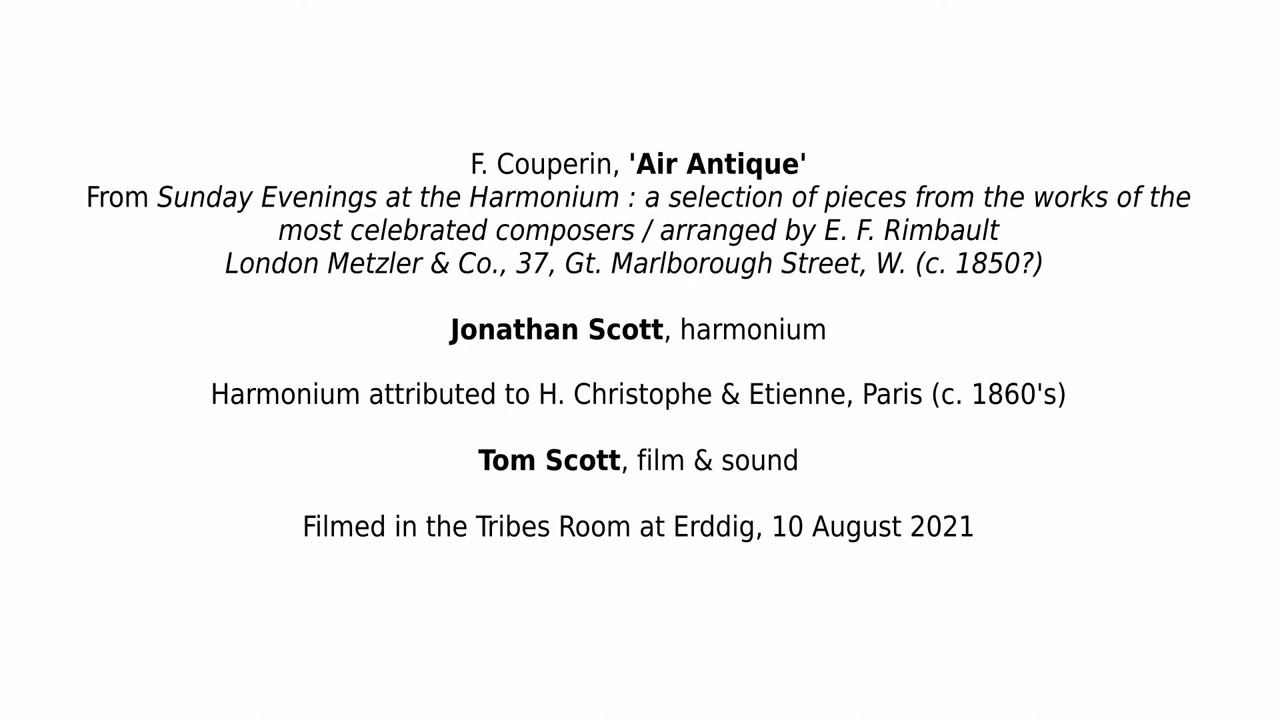 F. Couperin, 'Air Antique'
From Sunday Evenings at the Harmonium : a selection of pieces from the works of the
most celebrated composers / arranged by E. F. Rimbault
London Metzler & Co., 37, Gt. Marlborough Street, W. (c. 1850?)
Jonathan Scott, harmonium
Harmonium attributed to H. Christophe & Etienne, Paris (c. 1860's)
Tom Scott, film & sound
Filmed in the Tribes Room at Erddig, 10 August 2021